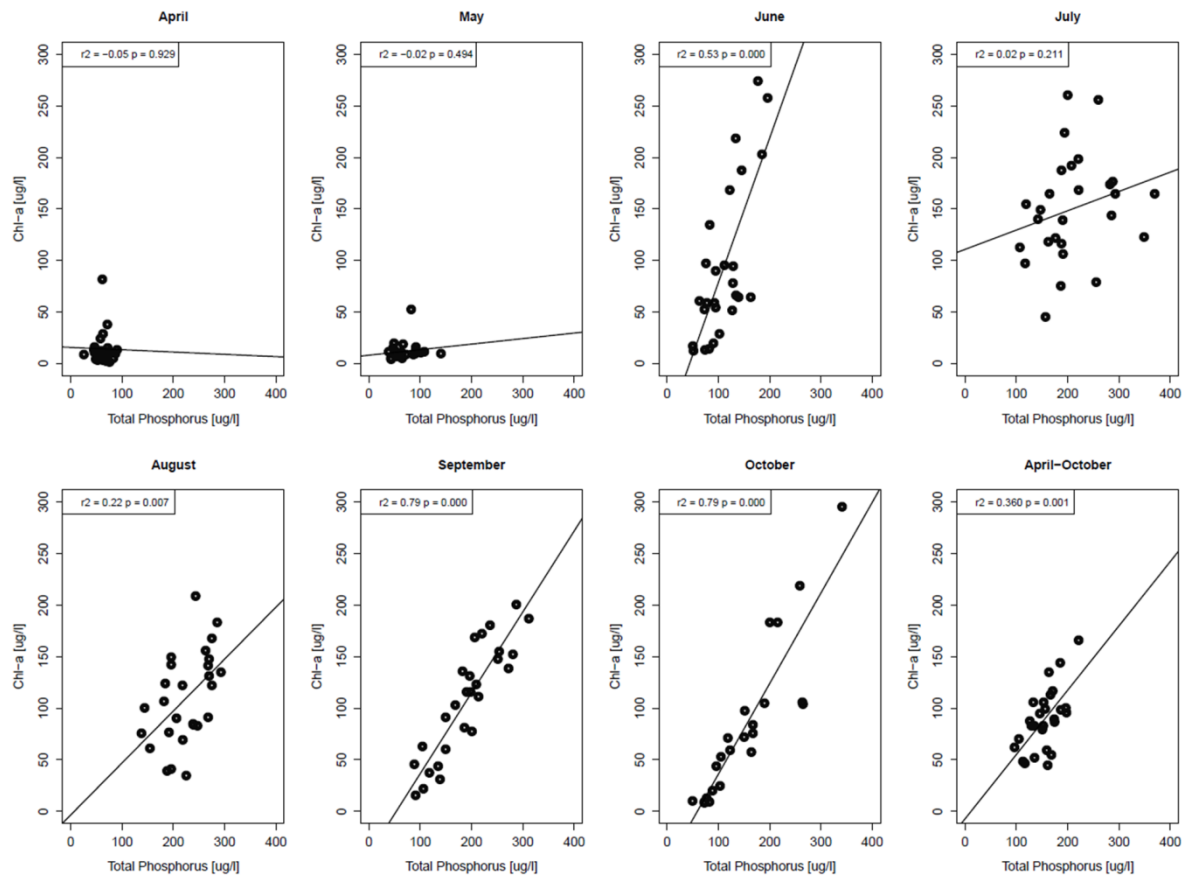 April
r2 = −0.05 p = 0.929
300
250
200
150
100
50
0
Chl−a [ug/l]
0 100 200 300 400
Total Phosphorus [ug/l]
May
r2 = −0.02 p = 0.494
300
250
200
150
100
50
0
Chl−a [ug/l]
0 100 200 300 400
Total Phosphorus [ug/l]
June
r2 = 0.53 p = 0.000
300
250
200
150
100
50
0
Chl−a [ug/l]
0 100 200 300 400
Total Phosphorus [ug/l]
July
r2 = 0.02 p = 0.211
300
250
200
150
100
50
0
Chl−a [ug/l]
0 100 200 300 400
Total Phosphorus [ug/l]
August
r2 = 0.22 p = 0.007
300
250
200
150
100
50
0
Chl−a [ug/l]
0 100 200 300 400
Total Phosphorus [ug/l]
September
r2 = 0.79 p = 0.000
300
250
200
150
100
50
0
Chl−a [ug/l]
0 100 200 300 400
Total Phosphorus [ug/l]
October
r2 = 0.79 p = 0.000
300
250
200
150
100
50
0
Chl−a [ug/l]
0 100 200 300 400
Total Phosphorus [ug/l]
April−October
r2 = 0.360 p = 0.001
300
250
200
150
100
50
0
Chl−a [ug/l]
0 100 200 300 400
Total Phosphorus [ug/l]